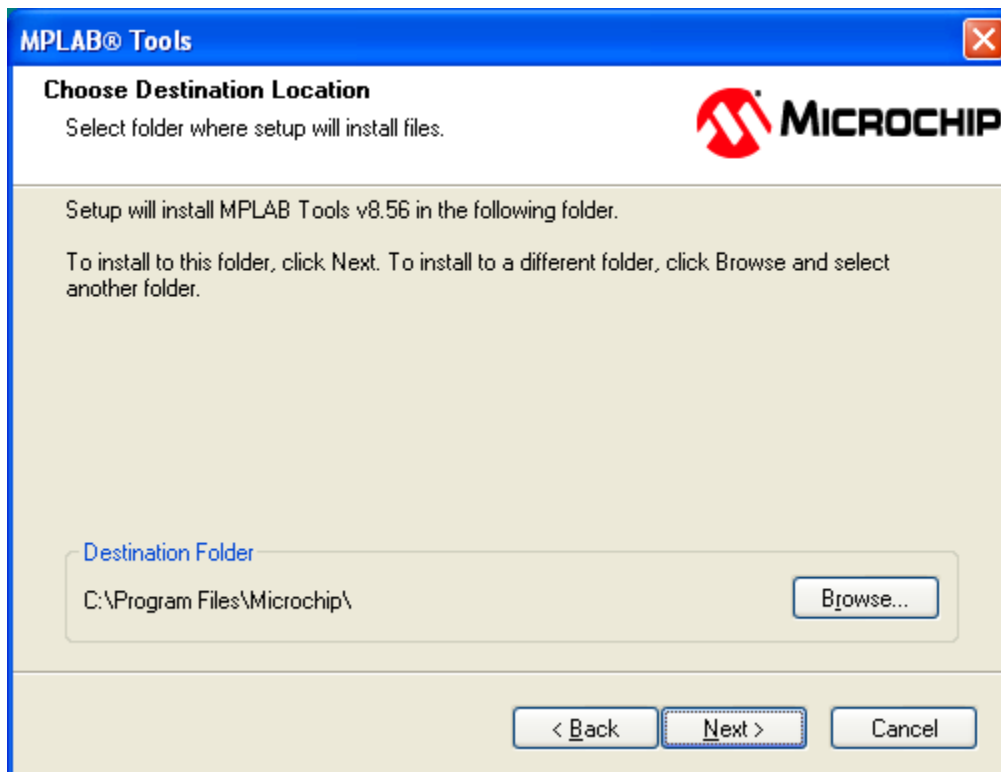 MPLAB® Tools
Choose Destination Location
Select folder where setup will install files.
MICROCHIP
Setup will install MPLAB Tools v8.56 in the following folder.
To install to this folder, click Next. To install to a different folder, click Browse and select
another folder.
Destination Folder
C:\Program Files\Microchip\
Browse...
< Back
Next >
Cancel